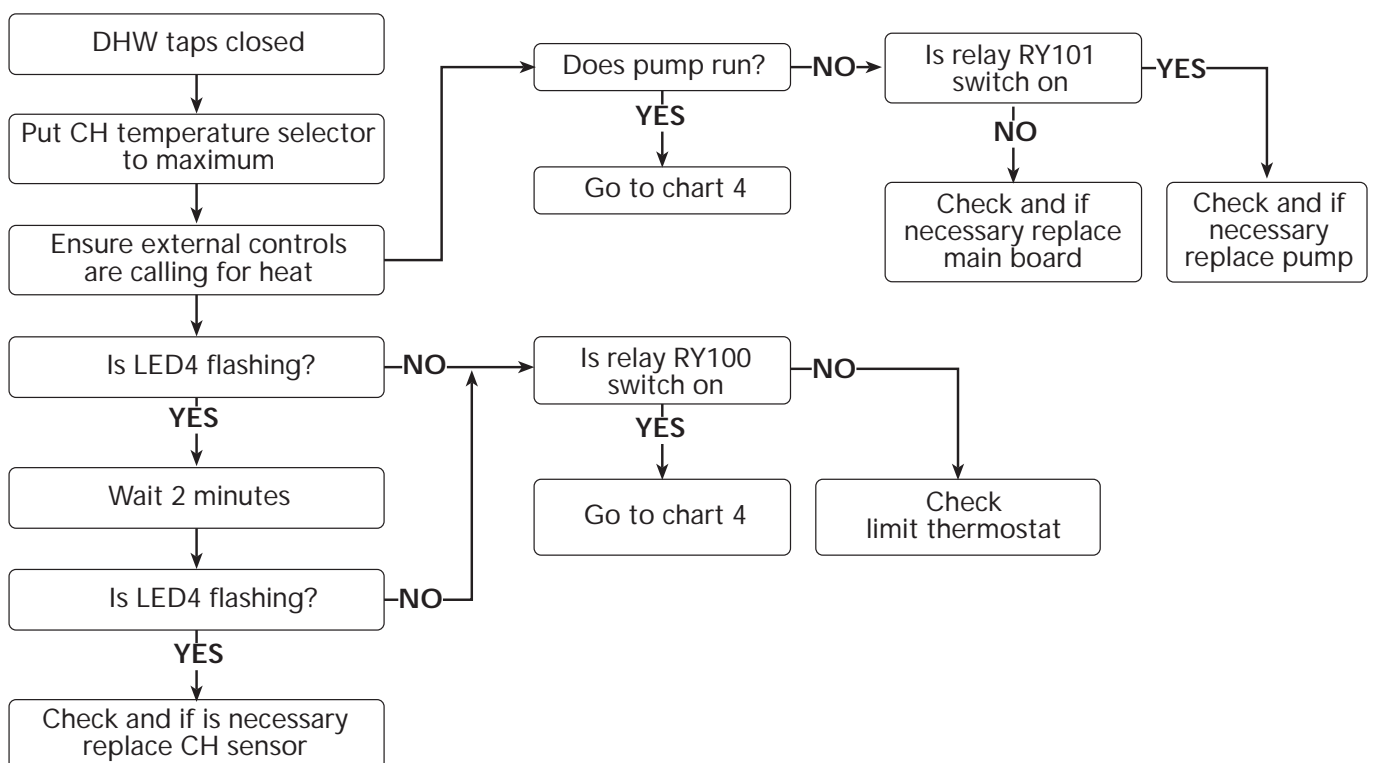 DHW taps closed
Put CH temperature selector
to maximum
Ensure external controls
are calling for heat
Does pump run?
NO
Is relay RY101
switch on
YES
YES
NO
Go to chart 4
Check and if
necessary replace
main board
Check and if
necessary
replace pump
Is LED4 flashing?
NO
Is relay RY100
switch on
NO
YES
YES
Wait 2 minutes
Go to chart 4
Check
limit thermostat
Is LED4 flashing?
NO
YES
Check and if is necessary
replace CH sensor